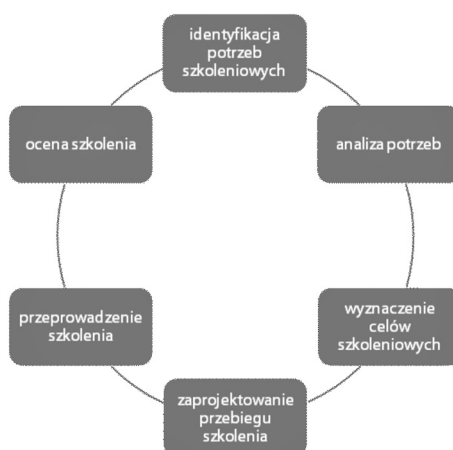 identyfikacja
potrzeb
szkoleniowych
analiza potrzeb
wyznaczenie
celów
szkoleniowych
zaprojektowanie
przebiegu
szkolenia
przeprowadzenie
szkolenia
ocena szkolenia